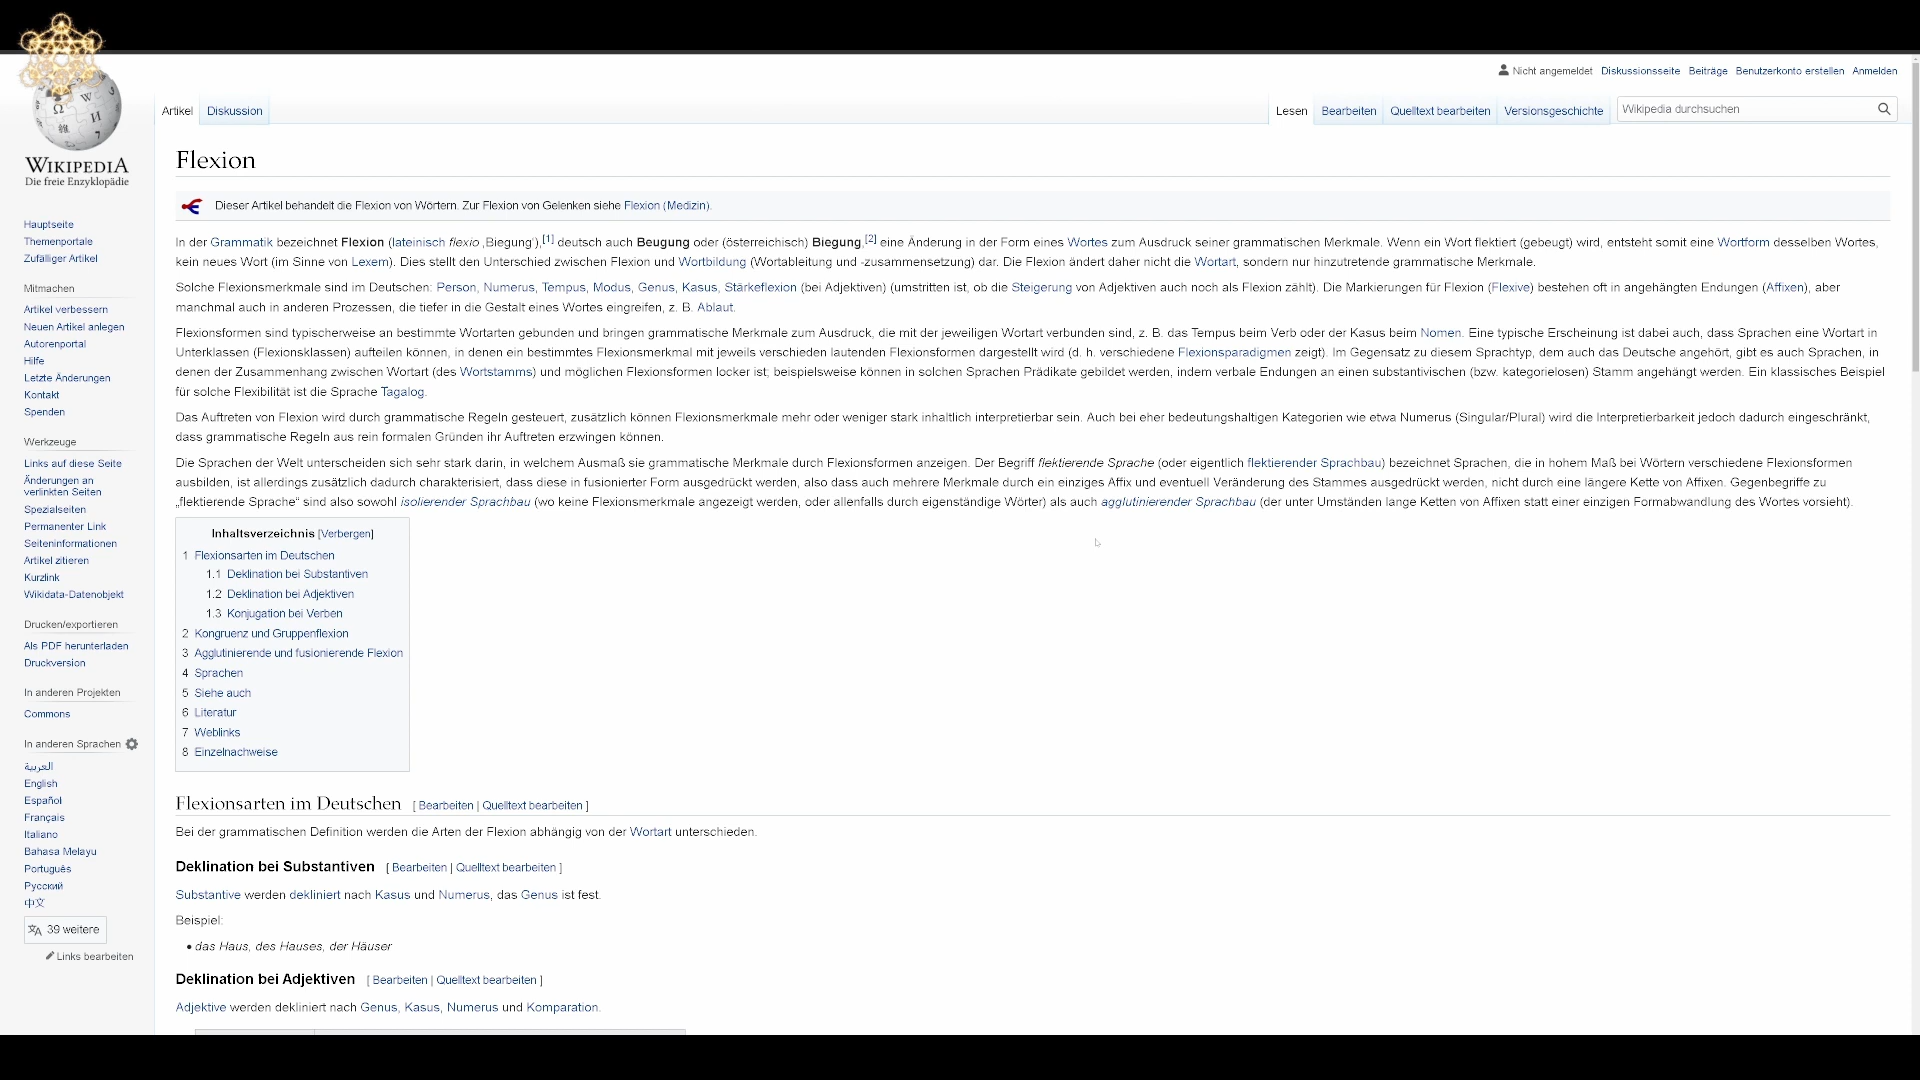 Nicht angemeldet Diskussionsseite Beiträge Benutzerkonto erstellen Anmelden
Artikel Diskussion Lesen Bearbeiten Quelltext bearbeiten Versionsgeschichte Wikipedia durchsuchen
WIKIPEDIA
Die freie Enzyklopädie
Hauptseite
Themenportale
Zufälliger Artikel
Mitmachen
Artikel verbessern
Neuen Artikel anlegen
Autorenportal
Hilfe
Letzte Änderungen
Kontakt
Spenden
Werkzeuge
Links auf diese Seite
Änderungen an
verlinkten Seiten
Spezialseiten
Permanenter Link
Seiteninformationen
Artikel zitieren
Kurzlink
Wikidata-Datenobjekt
Drucken/exportieren
Als PDF herunterladen
Druckversion
In anderen Projekten
Commons
In anderen Sprachen
العربية
English
Español
Français
Italiano
Bahasa Melayu
Português
Русский
中文
39 weitere
Links bearbeiten
Flexion
Dieser Artikel behandelt die Flexion von Wörtern. Zur Flexion von Gelenken siehe Flexion (Medizin).
In der Grammatik bezeichnet Flexion (lateinisch flexio ‚Biegung'),[1] deutsch auch Beugung oder (österreichisch) Biegung,[2] eine Änderung in der Form eines Wortes zum Ausdruck seiner grammatischen Merkmale. Wenn ein Wort flektiert (gebeugt) wird, entsteht somit eine Wortform desselben Wortes,
kein neues Wort (im Sinne von Lexem). Dies stellt den Unterschied zwischen Flexion und Wortbildung (Wortableitung und -zusammensetzung) dar. Die Flexion ändert daher nicht die Wortart, sondern nur hinzutretende grammatische Merkmale.
Solche Flexionsmerkmale sind im Deutschen: Person, Numerus, Tempus, Modus, Genus, Kasus, Stärkeflexion (bei Adjektiven) (umstritten ist, ob die Steigerung von Adjektiven auch noch als Flexion zählt). Die Markierungen für Flexion (Flexive) bestehen oft in angehängten Endungen (Affixen), aber
manchmal auch in anderen Prozessen, die tiefer in die Gestalt eines Wortes eingreifen, z. B. Ablaut.
Flexionsformen sind typischerweise an bestimmte Wortarten gebunden und bringen grammatische Merkmale zum Ausdruck, die mit der jeweiligen Wortart verbunden sind, z. B. das Tempus beim Verb oder der Kasus beim Nomen. Eine typische Erscheinung ist dabei auch, dass Sprachen eine Wortart in
Unterklassen (Flexionsklassen) aufteilen können, in denen ein bestimmtes Flexionsmerkmal mit jeweils verschieden lautenden Flexionsformen dargestellt wird (d. h. verschiedene Flexionsparadigmen zeigt). Im Gegensatz zu diesem Sprachtyp, dem auch das Deutsche angehört, gibt es auch Sprachen, in
denen der Zusammenhang zwischen Wortart (des Wortstamms) und möglichen Flexionsformen locker ist; beispielsweise können in solchen Sprachen Prädikate gebildet werden, indem verbale Endungen an einen substantivischen (bzw. kategorielosen) Stamm angehängt werden. Ein klassisches Beispiel
für solche Flexibilität ist die Sprache Tagalog.
Das Auftreten von Flexion wird durch grammatische Regeln gesteuert, zusätzlich können Flexionsmerkmale mehr oder weniger stark inhaltlich interpretierbar sein. Auch bei eher bedeutungshaltigen Kategorien wie etwa Numerus (Singular/Plural) wird die Interpretierbarkeit jedoch dadurch eingeschränkt,
dass grammatische Regeln aus rein formalen Gründen ihr Auftreten erzwingen können.
Die Sprachen der Welt unterscheiden sich sehr stark darin, in welchem Ausmaß sie grammatische Merkmale durch Flexionsformen anzeigen. Der Begriff flektierende Sprache (oder eigentlich flektierender Sprachbau) bezeichnet Sprachen, die in hohem Maß bei Wörtern verschiedene Flexionsformen
ausbilden, ist allerdings zusätzlich dadurch charakterisiert, dass diese in fusionierter Form ausgedrückt werden, also dass auch mehrere Merkmale durch ein einziges Affix und eventuell Veränderung des Stammes ausgedrückt werden, nicht durch eine längere Kette von Affixen. Gegenbegriffe zu
„flektierende Sprache“ sind also sowohl isolierender Sprachbau (wo keine Flexionsmerkmale angezeigt werden, oder allenfalls durch eigenständige Wörter) als auch agglutinierender Sprachbau (der unter Umständen lange Ketten von Affixen statt einer einzigen Formabwandlung des Wortes vorsieht).
Inhaltsverzeichnis [Verbergen]
1 Flexionsarten im Deutschen
1.1 Deklination bei Substantiven
1.2 Deklination bei Adjektiven
1.3 Konjugation bei Verben
2 Kongruenz und Gruppenflexion
3 Agglutinierende und fusionierende Flexion
4 Sprachen
5 Siehe auch
6 Literatur
7 Weblinks
8 Einzelnachweise
Flexionsarten im Deutschen [ Bearbeiten | Quelltext bearbeiten ]
Bei der grammatischen Definition werden die Arten der Flexion abhängig von der Wortart unterschieden.
Deklination bei Substantiven [ Bearbeiten | Quelltext bearbeiten ]
Substantive werden dekliniert nach Kasus und Numerus, das Genus ist fest.
Beispiel:
• das Haus, des Hauses, der Häuser
Deklination bei Adjektiven [ Bearbeiten | Quelltext bearbeiten ]
Adjektive werden dekliniert nach Genus, Kasus, Numerus und Komparation.